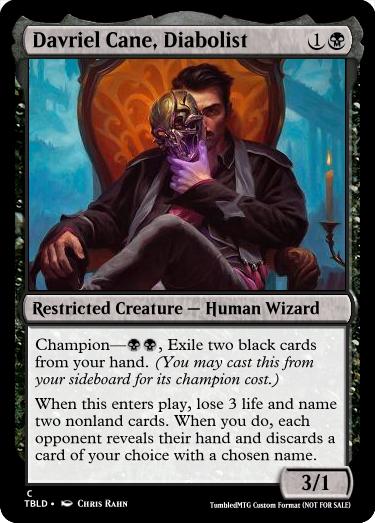 Davriel Cane, Diabolist 1
Restricted Creature — Human Wizard
Champion—, Exile two black cards
from your hand. (You may cast this from
your sideboard for its champion cost.)
When this enters play, lose 3 life and name
two nonland cards. When you do, each
opponent reveals their hand and discards a
card of your choice with a chosen name.
3/1
C
TBLD • Chris Rahn
TumbledMTG Custom Format (NOT FOR SALE)